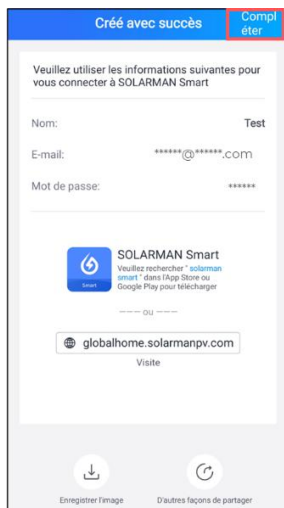 Créé avec succès
Compl
éter
Veuillez utiliser les informations suivantes pour
vous connecter à SOLARMAN Smart
Nom: Test
E-mail: ******@******.com
Mot de passe: ******
SOLARMAN Smart
Veuillez rechercher " solarman
smart " dans l'App Store ou
Google Play pour télécharger
Smart
--- ou ---
globalhome.solarmanpv.com
Visite
Enregistrer l'image D'autres façons de partager